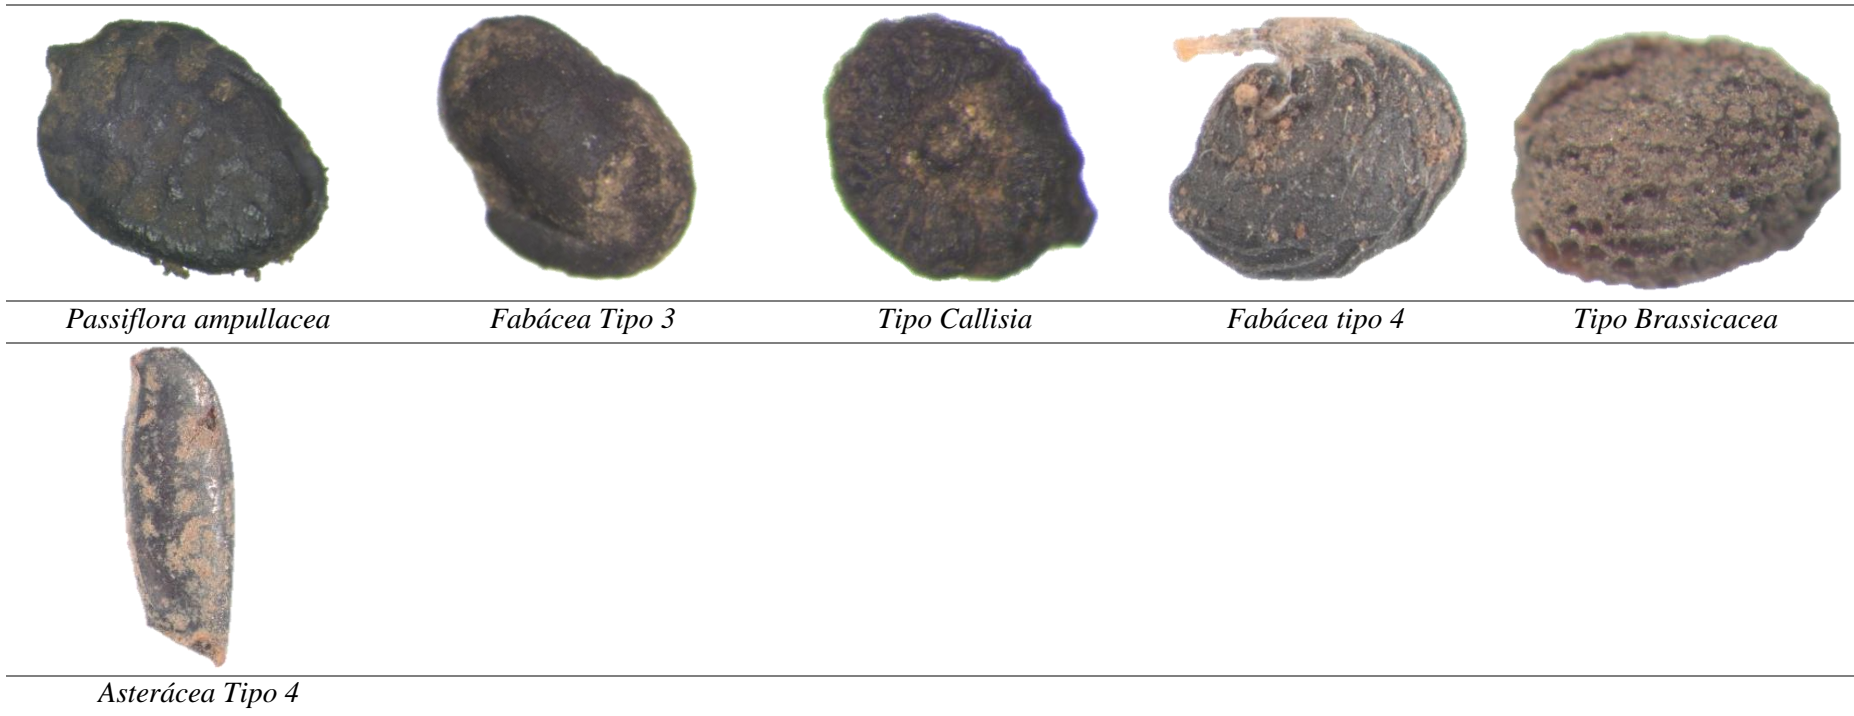 Passiflora ampullacea
Fabácea Tipo 3
Tipo Callisia
Fabácea tipo 4
Tipo Brassicacea
Asterácea Tipo 4